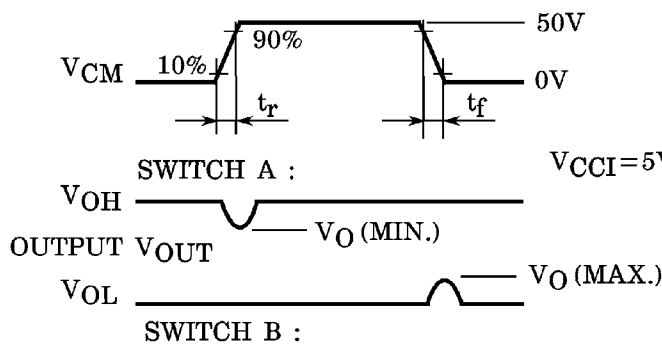 50V
90%
10%
VCM
0V
tr
tf
SWITCH A :
VCCI=5V
VOH
VO (MIN.)
OUTPUT VOUT
VO (MAX.)
VOL
SWITCH B :